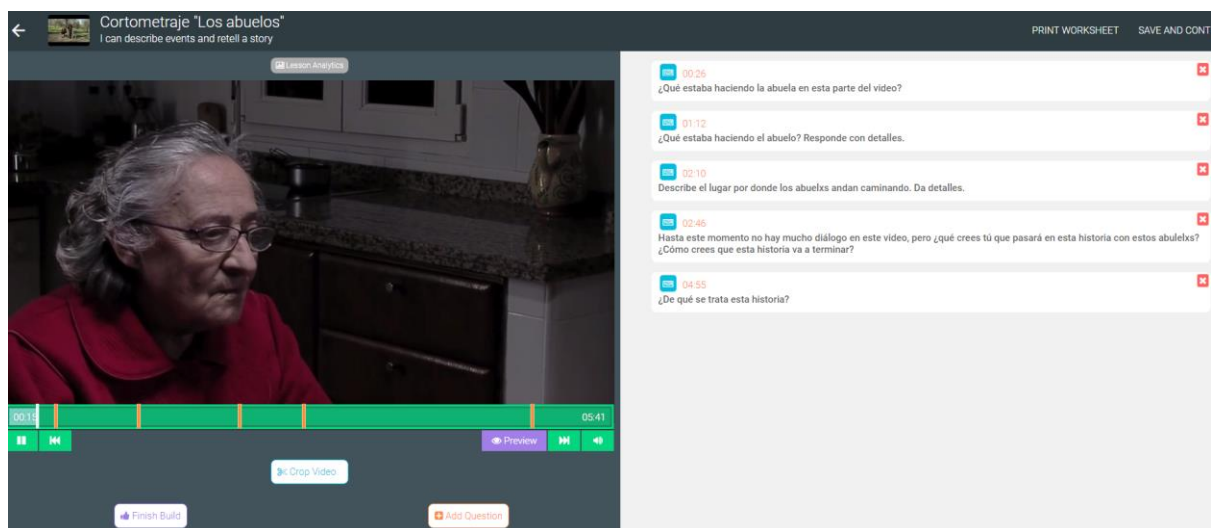 Cortometraje "Los abuelos"
I can describe events and retell a story
PRINT WORKSHEET
SAVE AND CONT
Lesson Analytics
00:15
05:41
Preview
Crop Video
Finish Build
Add Question
00:26
¿Qué estaba haciendo la abuela en esta parte del video?
01:12
¿Qué estaba haciendo el abuelo? Responde con detalles.
02:10
Describe el lugar por donde los abuelxs andan caminando. Da detalles.
02:46
Hasta este momento no hay mucho diálogo en este video, pero ¿qué crees tú que pasará en esta historia con estos abulelxs?
¿Cómo crees que esta historia va a terminar?
04:55
¿De qué se trata esta historia?